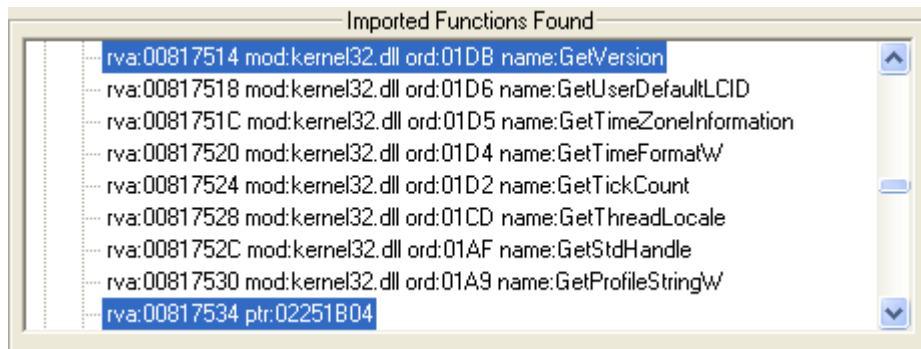 Imported Functions Found
rva:00817514 mod:kernel32.dll ord:01DB name:GetVersion
rva:00817518 mod:kernel32.dll ord:01D6 name:GetUserDefaultLCID
rva:0081751C mod:kernel32.dll ord:01D5 name:GetTimeZoneInformation
rva:00817520 mod:kernel32.dll ord:01D4 name:GetTimeFormatW
rva:00817524 mod:kernel32.dll ord:01D2 name:GetTickCount
rva:00817528 mod:kernel32.dll ord:01CD name:GetThreadLocale
rva:0081752C mod:kernel32.dll ord:01AF name:GetStdHandle
rva:00817530 mod:kernel32.dll ord:01A9 name:GetProfileStringW
rva:00817534 ptr:02251B04